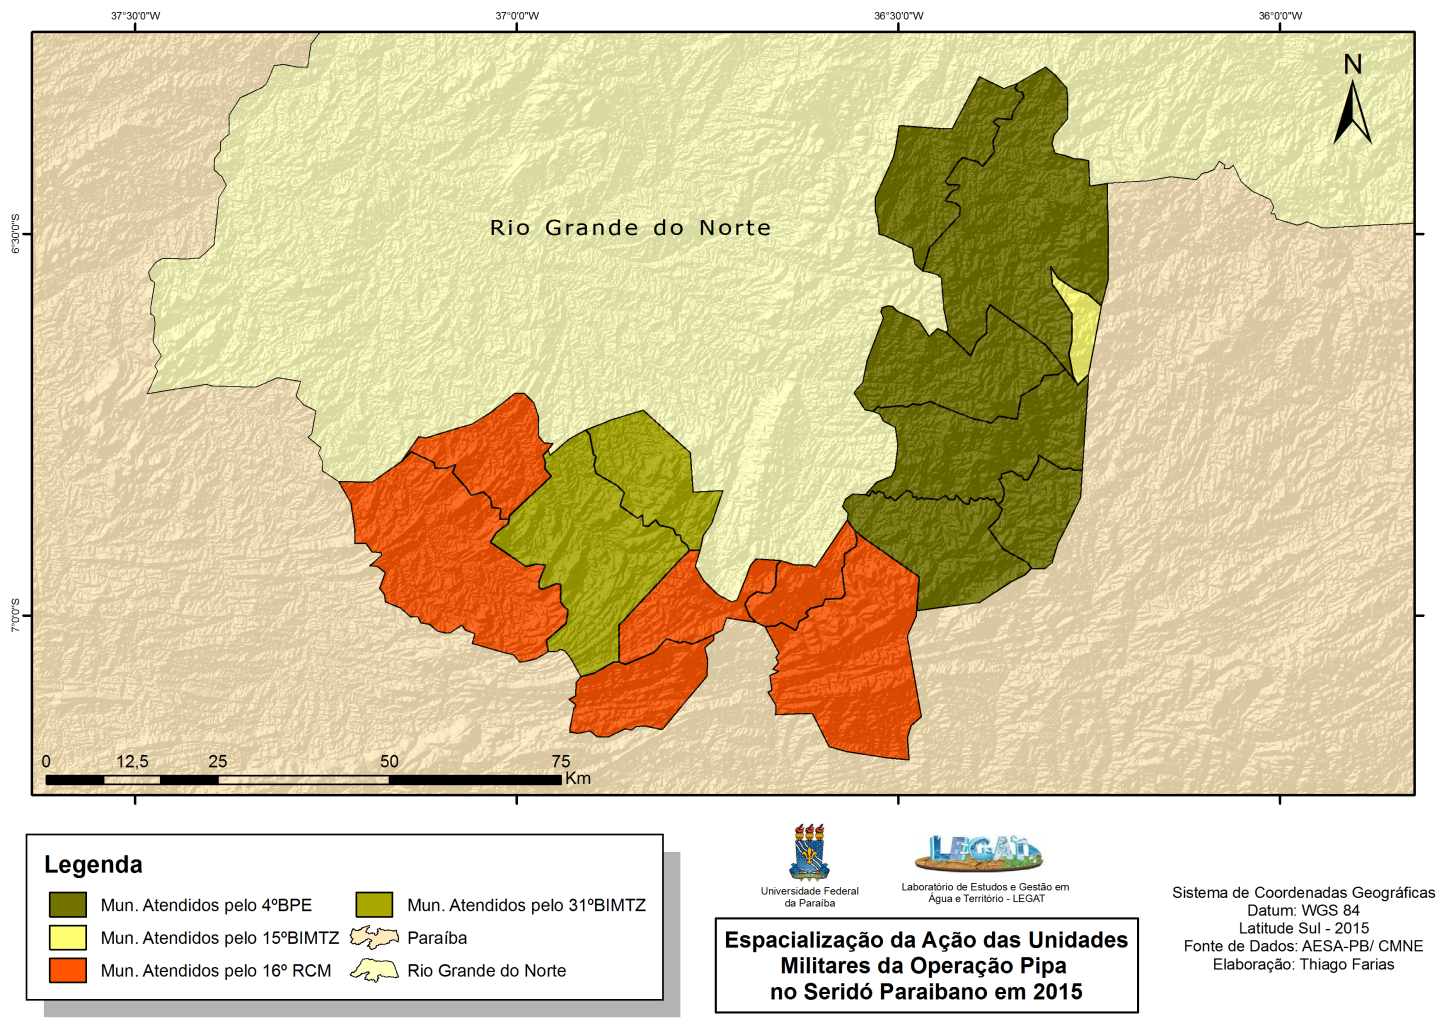 37°30'0"W
37°0'0"W
36°30'0"W
36°0'0"W
N
6°30'0"S
Rio Grande do Norte
7°0'0"S
0 12,5 25 50 75
Km
Legenda
Mun. Atendidos pelo 4ºBPE
Mun. Atendidos pelo 31ºBIMTZ
Mun. Atendidos pelo 15ºBIMTZ
Paraíba
Mun. Atendidos pelo 16º RCM
Rio Grande do Norte
Universidade Federal
da Paraíba
LEGAT
Laboratório de Estudos e Gestão em
Água e Território - LEGAT
Espacialização da Ação das Unidades
Militares da Operação Pipa
no Seridó Paraibano em 2015
Sistema de Coordenadas Geográficas
Datum: WGS 84
Latitude Sul - 2015
Fonte de Dados: AESA-PB/ CMNE
Elaboração: Thiago Farias